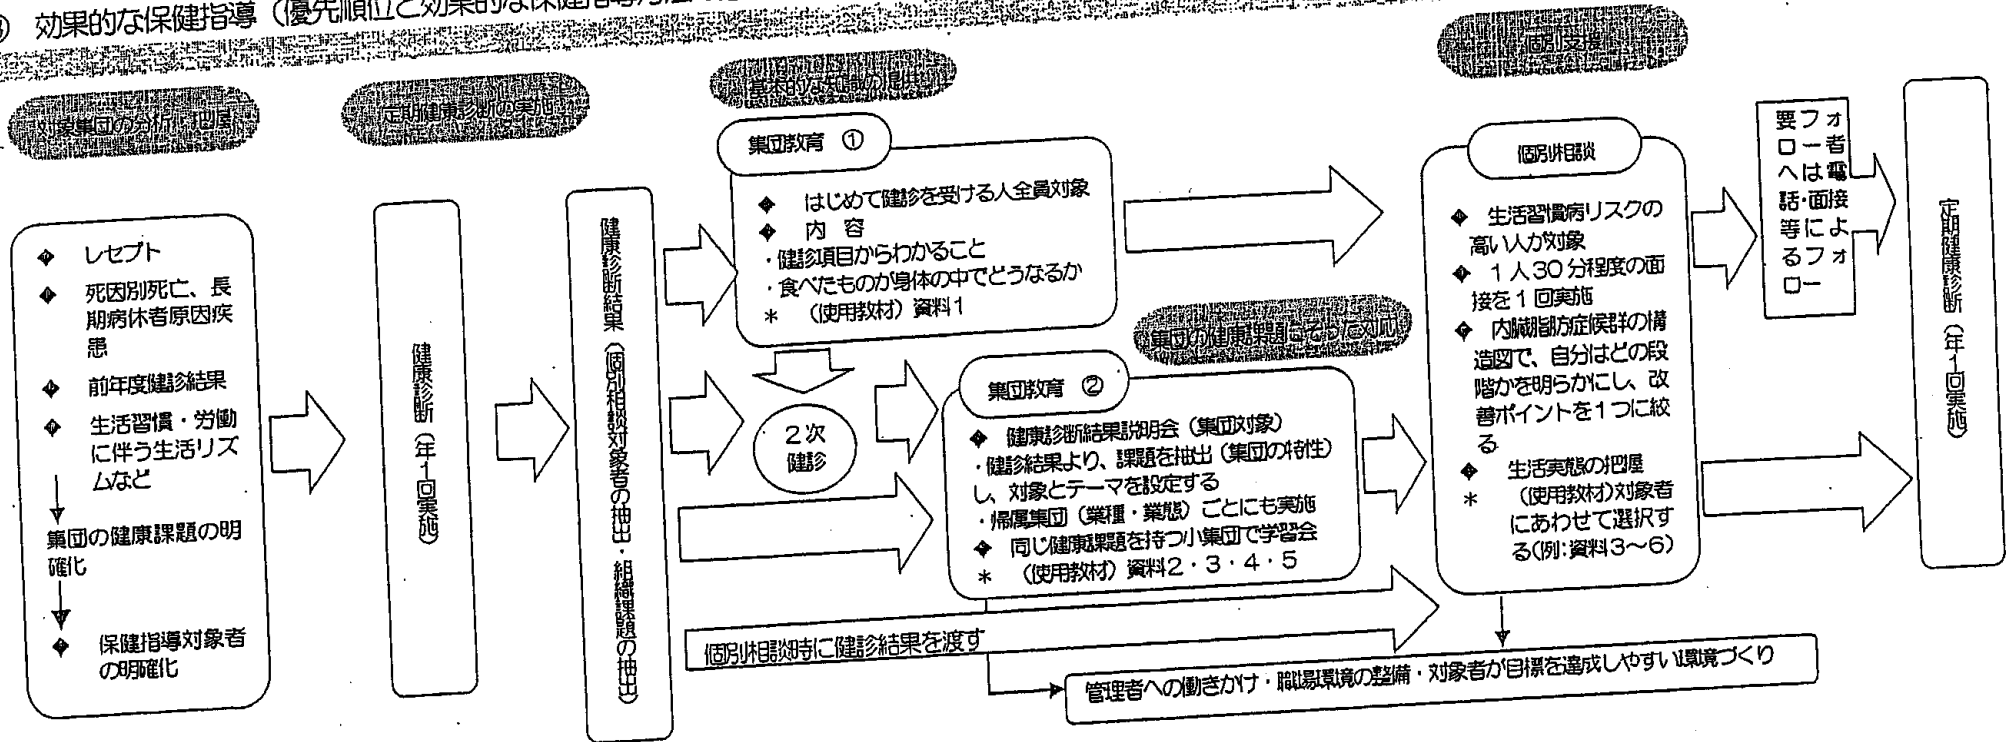 効果的な保健指導（優先順位と効果的な保健指導方法
対象集団の分析・把握
定期健康診断の実施
基本的な知識の提供
個別支援
◆ レセプト
◆ 死因別死亡、長
期病休者原因疾
患
◆ 前年度健診結果
◆ 生活習慣・労働
に伴う生活リズ
ムなど
集団の健康課題の明
確化
◆ 保健指導対象者
の明確化
健康診断（年1回実施）
健康診断結果（個別相談対象者の抽出・組織課題の抽出）
集団教育 ①
◆ はじめて健診を受ける人全員対象
◆ 内 容
・健診項目からわかること
・食べたものが身体の中でどうなるか
＊ （使用教材）資料1
2次
健診
集団の健康課題にそった対応
集団教育 ②
◆ 健康診断結果説明会（集団対象）
・健診結果より、課題を抽出（集団の特性）
し、対象とテーマを設定する
・帰属集団（業種・業態）ごとにも実施
◆ 同じ健康課題を持つ小集団で学習会
＊ （使用教材）資料2・3・4・5
個別相談時に健診結果を渡す
個別相談
◆ 生活習慣病リスクの
高い人が対象
◆ 1人30分程度の面
接を1回実施
◆ 内臓脂肪症候群の構
造図で、自分はどの段
階かを明らかにし、改
善ポイントを1つに絞
る
◆ 生活実態の把握
＊ （使用教材）対象者
にあわせて選択す
る(例:資料3～6)
管理者への働きかけ・職場環境の整備・対象者が目標を達成しやすい環境づくり
要フォ
ロー者
へは電
話・面接
等によ
るフォ
ロー
定期健康診断（年1回実施）